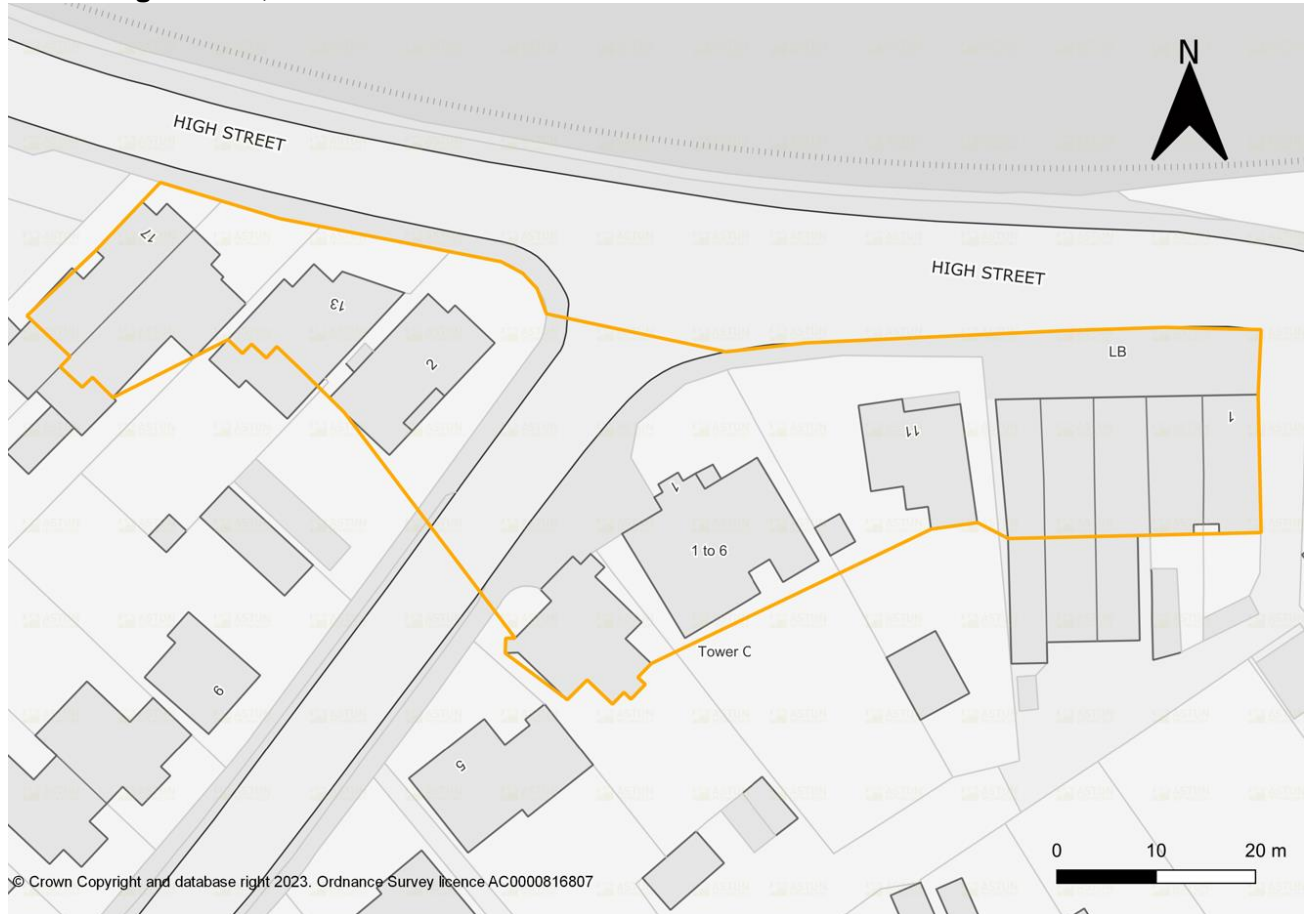 N
HIGH STREET
17
HIGH STREET
13
LB
2
11
1
1
1 to 6
Tower C
6
5
0 10 20 m
© Crown Copyright and database right 2023. Ordnance Survey licence AC0000816807